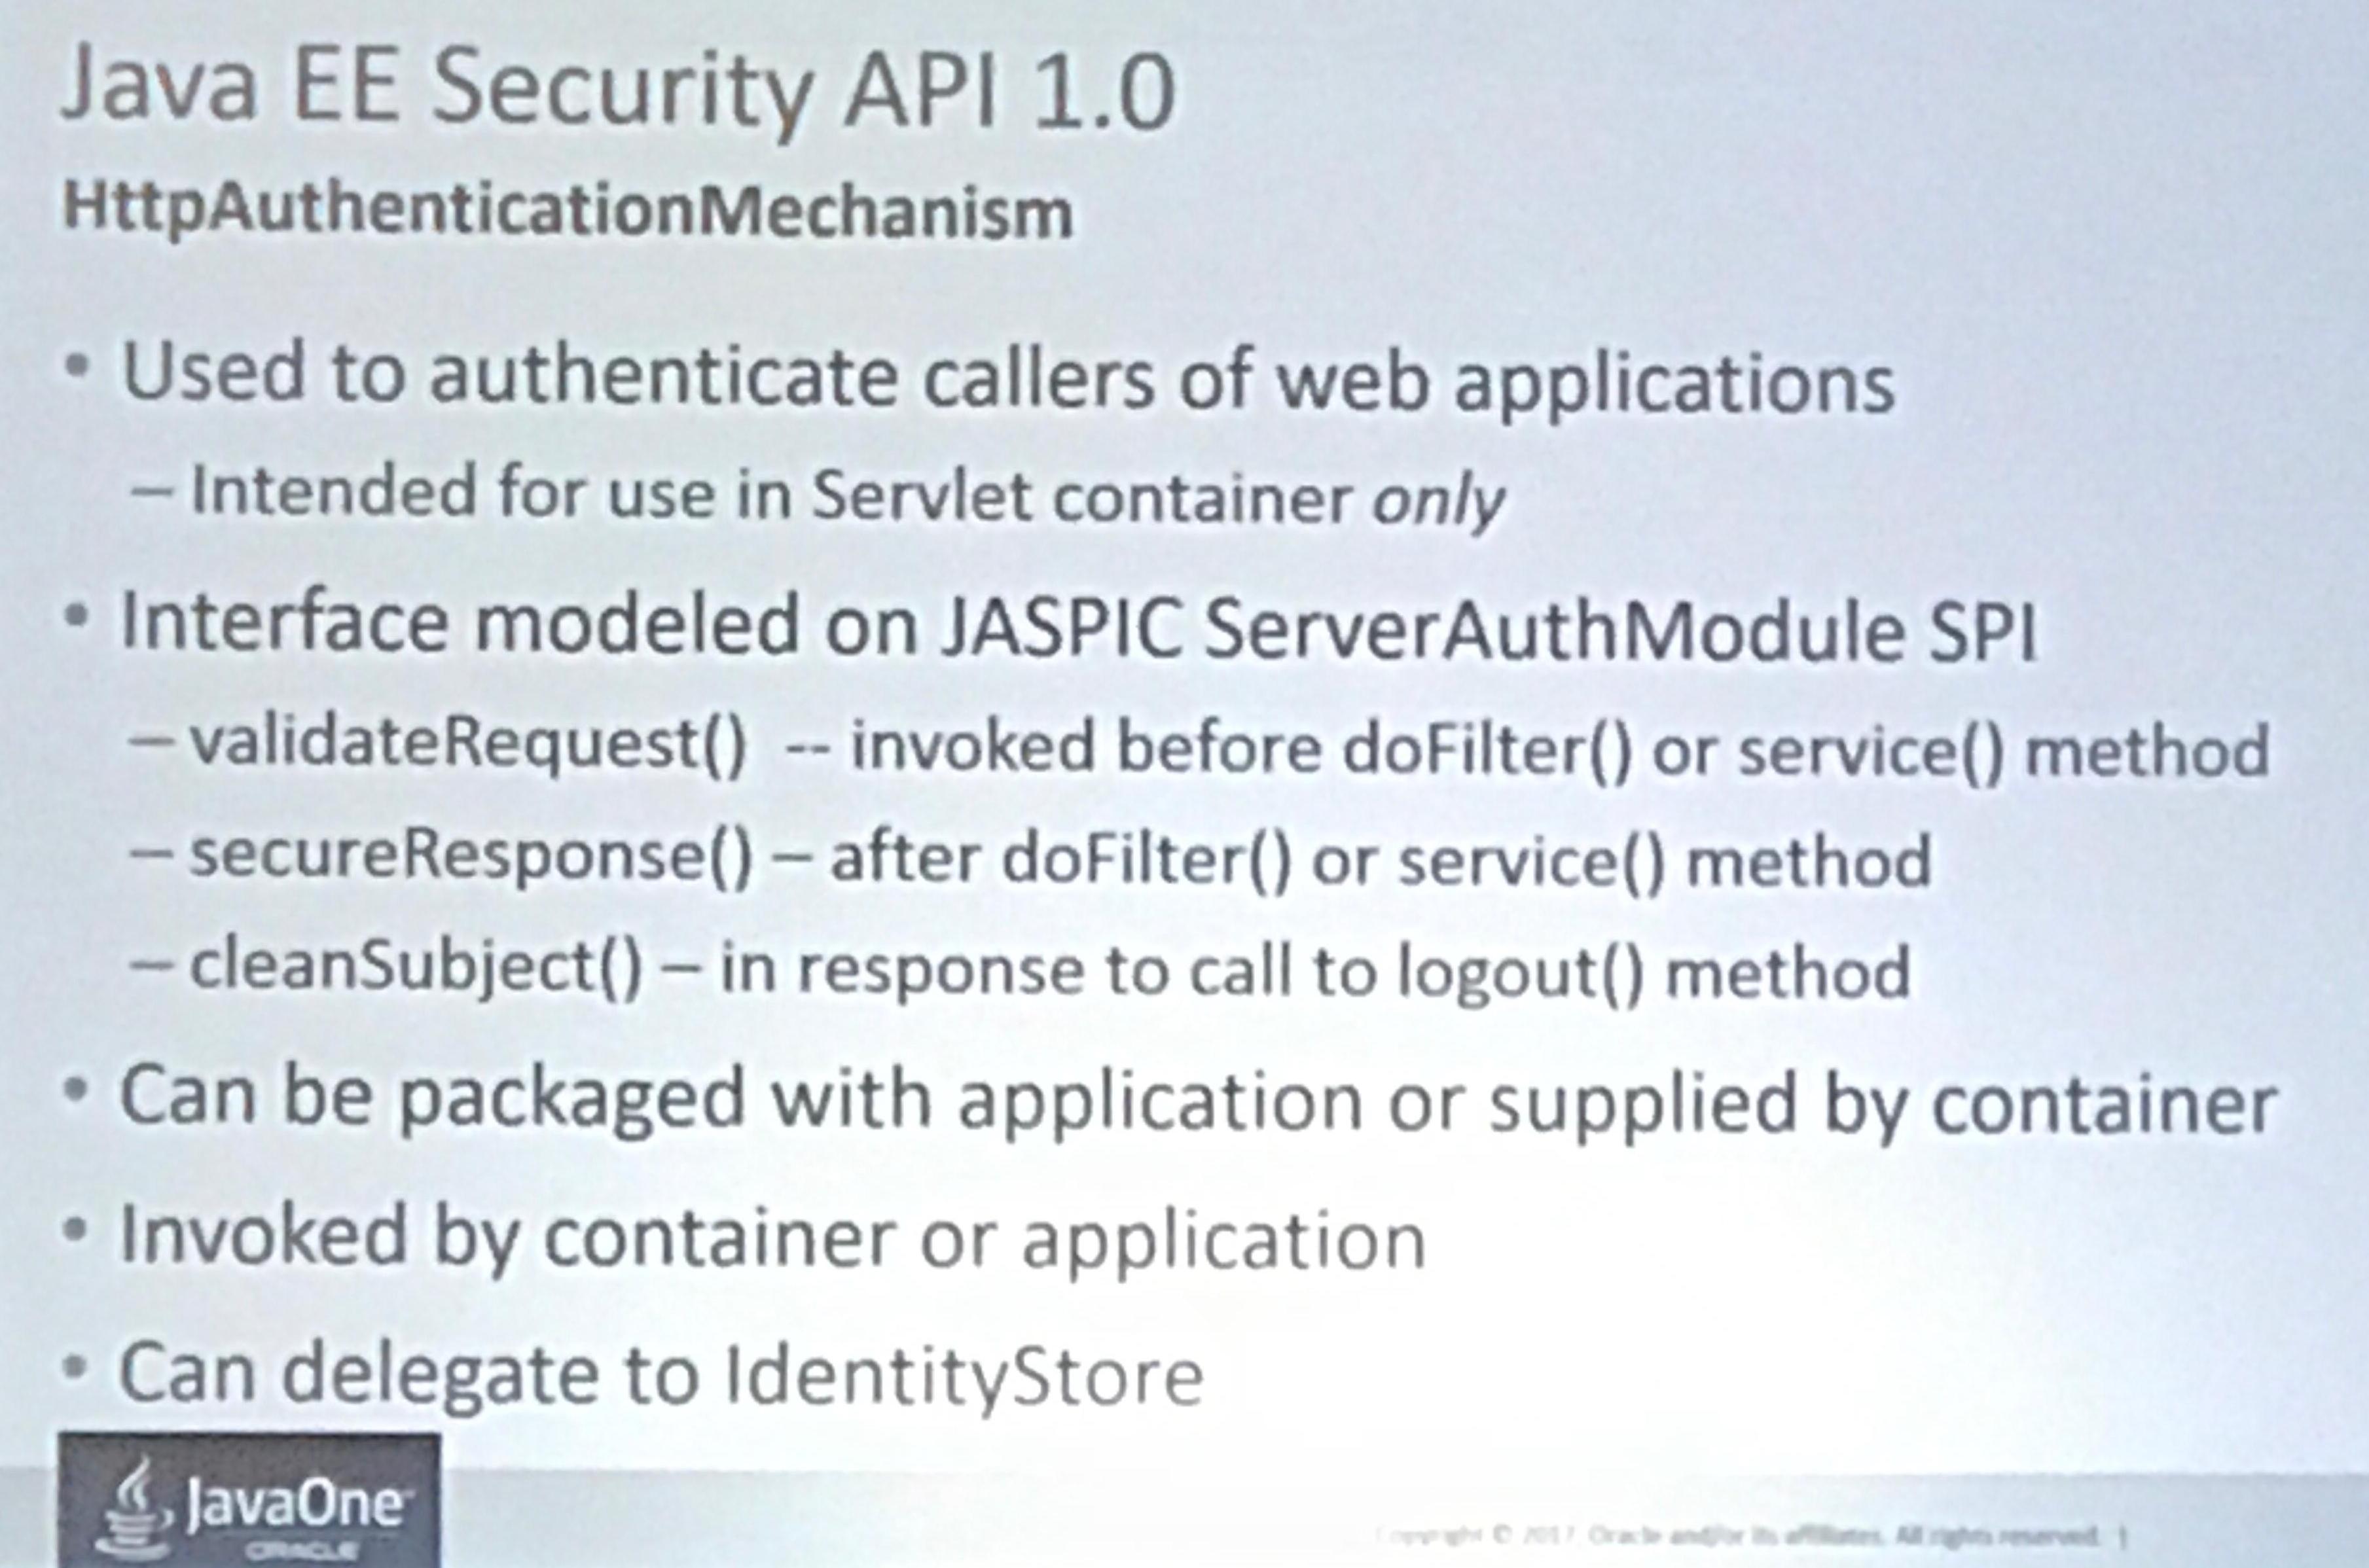 Java EE Security API 1.0
HttpAuthenticationMechanism
• Used to authenticate callers of web applications
– Intended for use in Servlet container only
• Interface modeled on JASPIC ServerAuthModule SPI
– validateRequest() -- invoked before doFilter() or service() method
– secureResponse() – after doFilter() or service() method
– cleanSubject() – in response to call to logout() method
• Can be packaged with application or supplied by container
• Invoked by container or application
• Can delegate to IdentityStore
JavaOne
ORACLE
Copyright © 2017, Oracle and/or its affiliates. All rights reserved. |